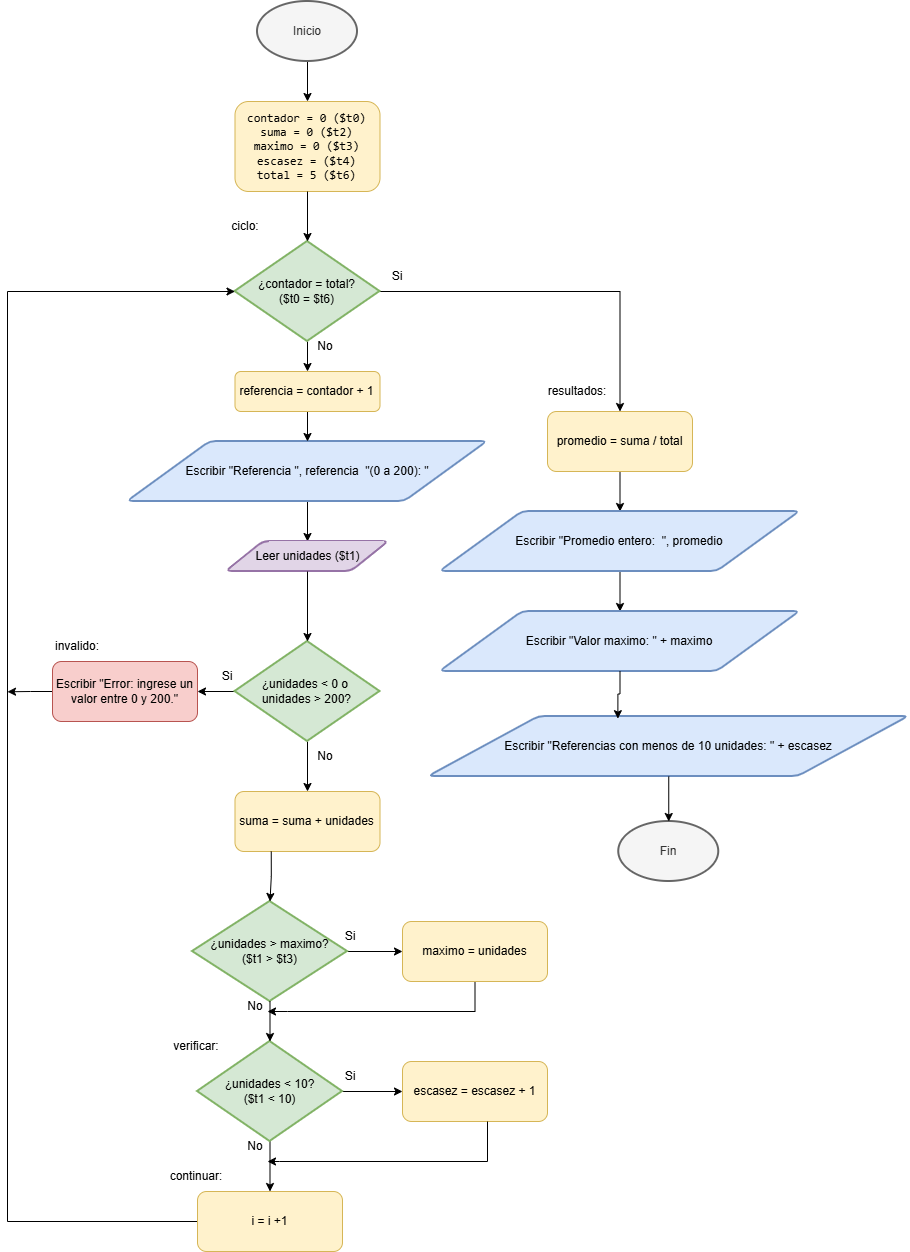 Inicio
contador = 0 ($t0)
suma = 0 ($t2)
maximo = 0 ($t3)
escasez = ($t4)
total = 5 ($t6)
ciclo:
¿contador = total?
($t0 = $t6)
Si
No
referencia = contador + 1
Escribir "Referencia ", referencia  "(0 a 200): "
Leer unidades ($t1)
invalido:
Escribir "Error: ingrese un
valor entre 0 y 200."
Si
¿unidades < 0 o
unidades > 200?
No
suma = suma + unidades
¿unidades > maximo?
($t1 > $t3)
Si
maximo = unidades
No
verificar:
¿unidades < 10?
($t1 < 10)
Si
escasez = escasez + 1
No
continuar:
i = i +1
resultados:
promedio = suma / total
Escribir "Promedio entero:  ", promedio
Escribir "Valor maximo: " + maximo
Escribir "Referencias con menos de 10 unidades: " + escasez
Fin